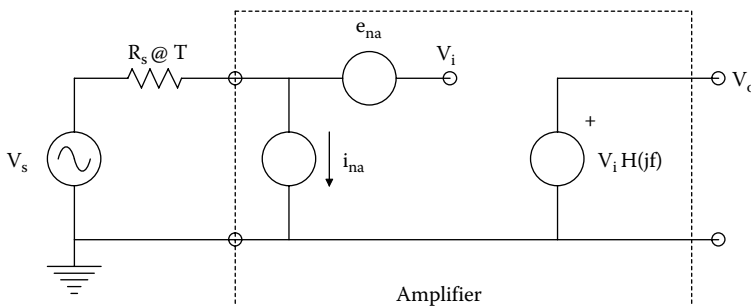 e_na
R_s @ T
V_i
V_o
+
V_s
i_na
V_i H(jf)
Amplifier